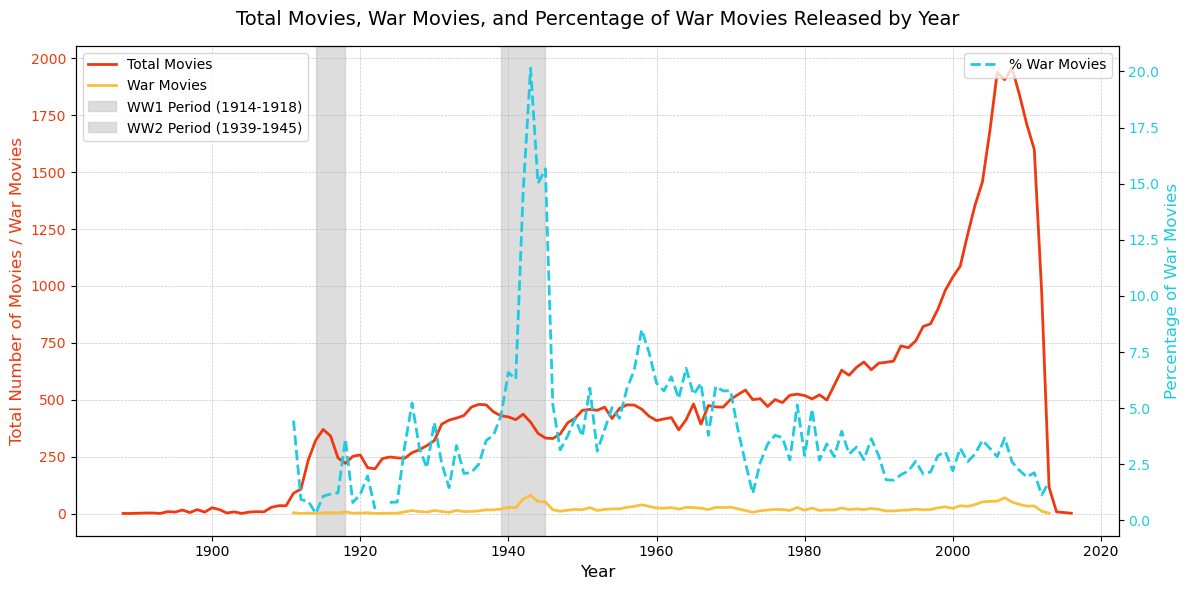 Total Movies, War Movies, and Percentage of War Movies Released by Year
Total Movies
War Movies
WW1 Period (1914-1918)
WW2 Period (1939-1945)
% War Movies
Total Number of Movies / War Movies
2000
1750
1500
1250
1000
750
500
250
0
20.0
17.5
15.0
12.5
10.0
7.5
5.0
2.5
0.0
Percentage of War Movies
1900 1920 1940 1960 1980 2000 2020
Year